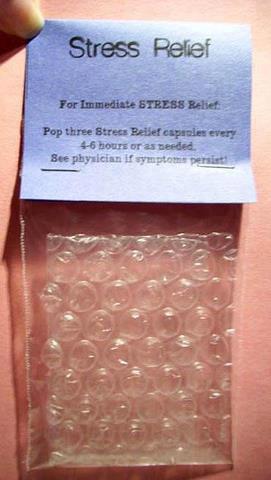 Stress Relief
For Immediate STRESS Relief:
Pop three Stress Relief capsules every
4-6 hours or as needed.
See physician if symptoms persist!